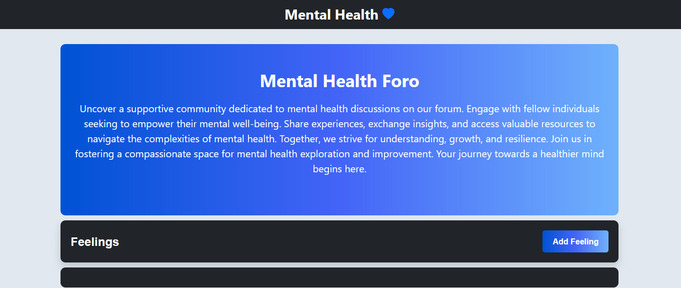 Mental Health 💙
Mental Health Foro
Uncover a supportive community dedicated to mental health discussions on our forum. Engage with fellow individuals
seeking to empower their mental well-being. Share experiences, exchange insights, and access valuable resources to
navigate the complexities of mental health. Together, we strive for understanding, growth, and resilience. Join us in
fostering a compassionate space for mental health exploration and improvement. Your journey towards a healthier mind
begins here.
Feelings
Add Feeling